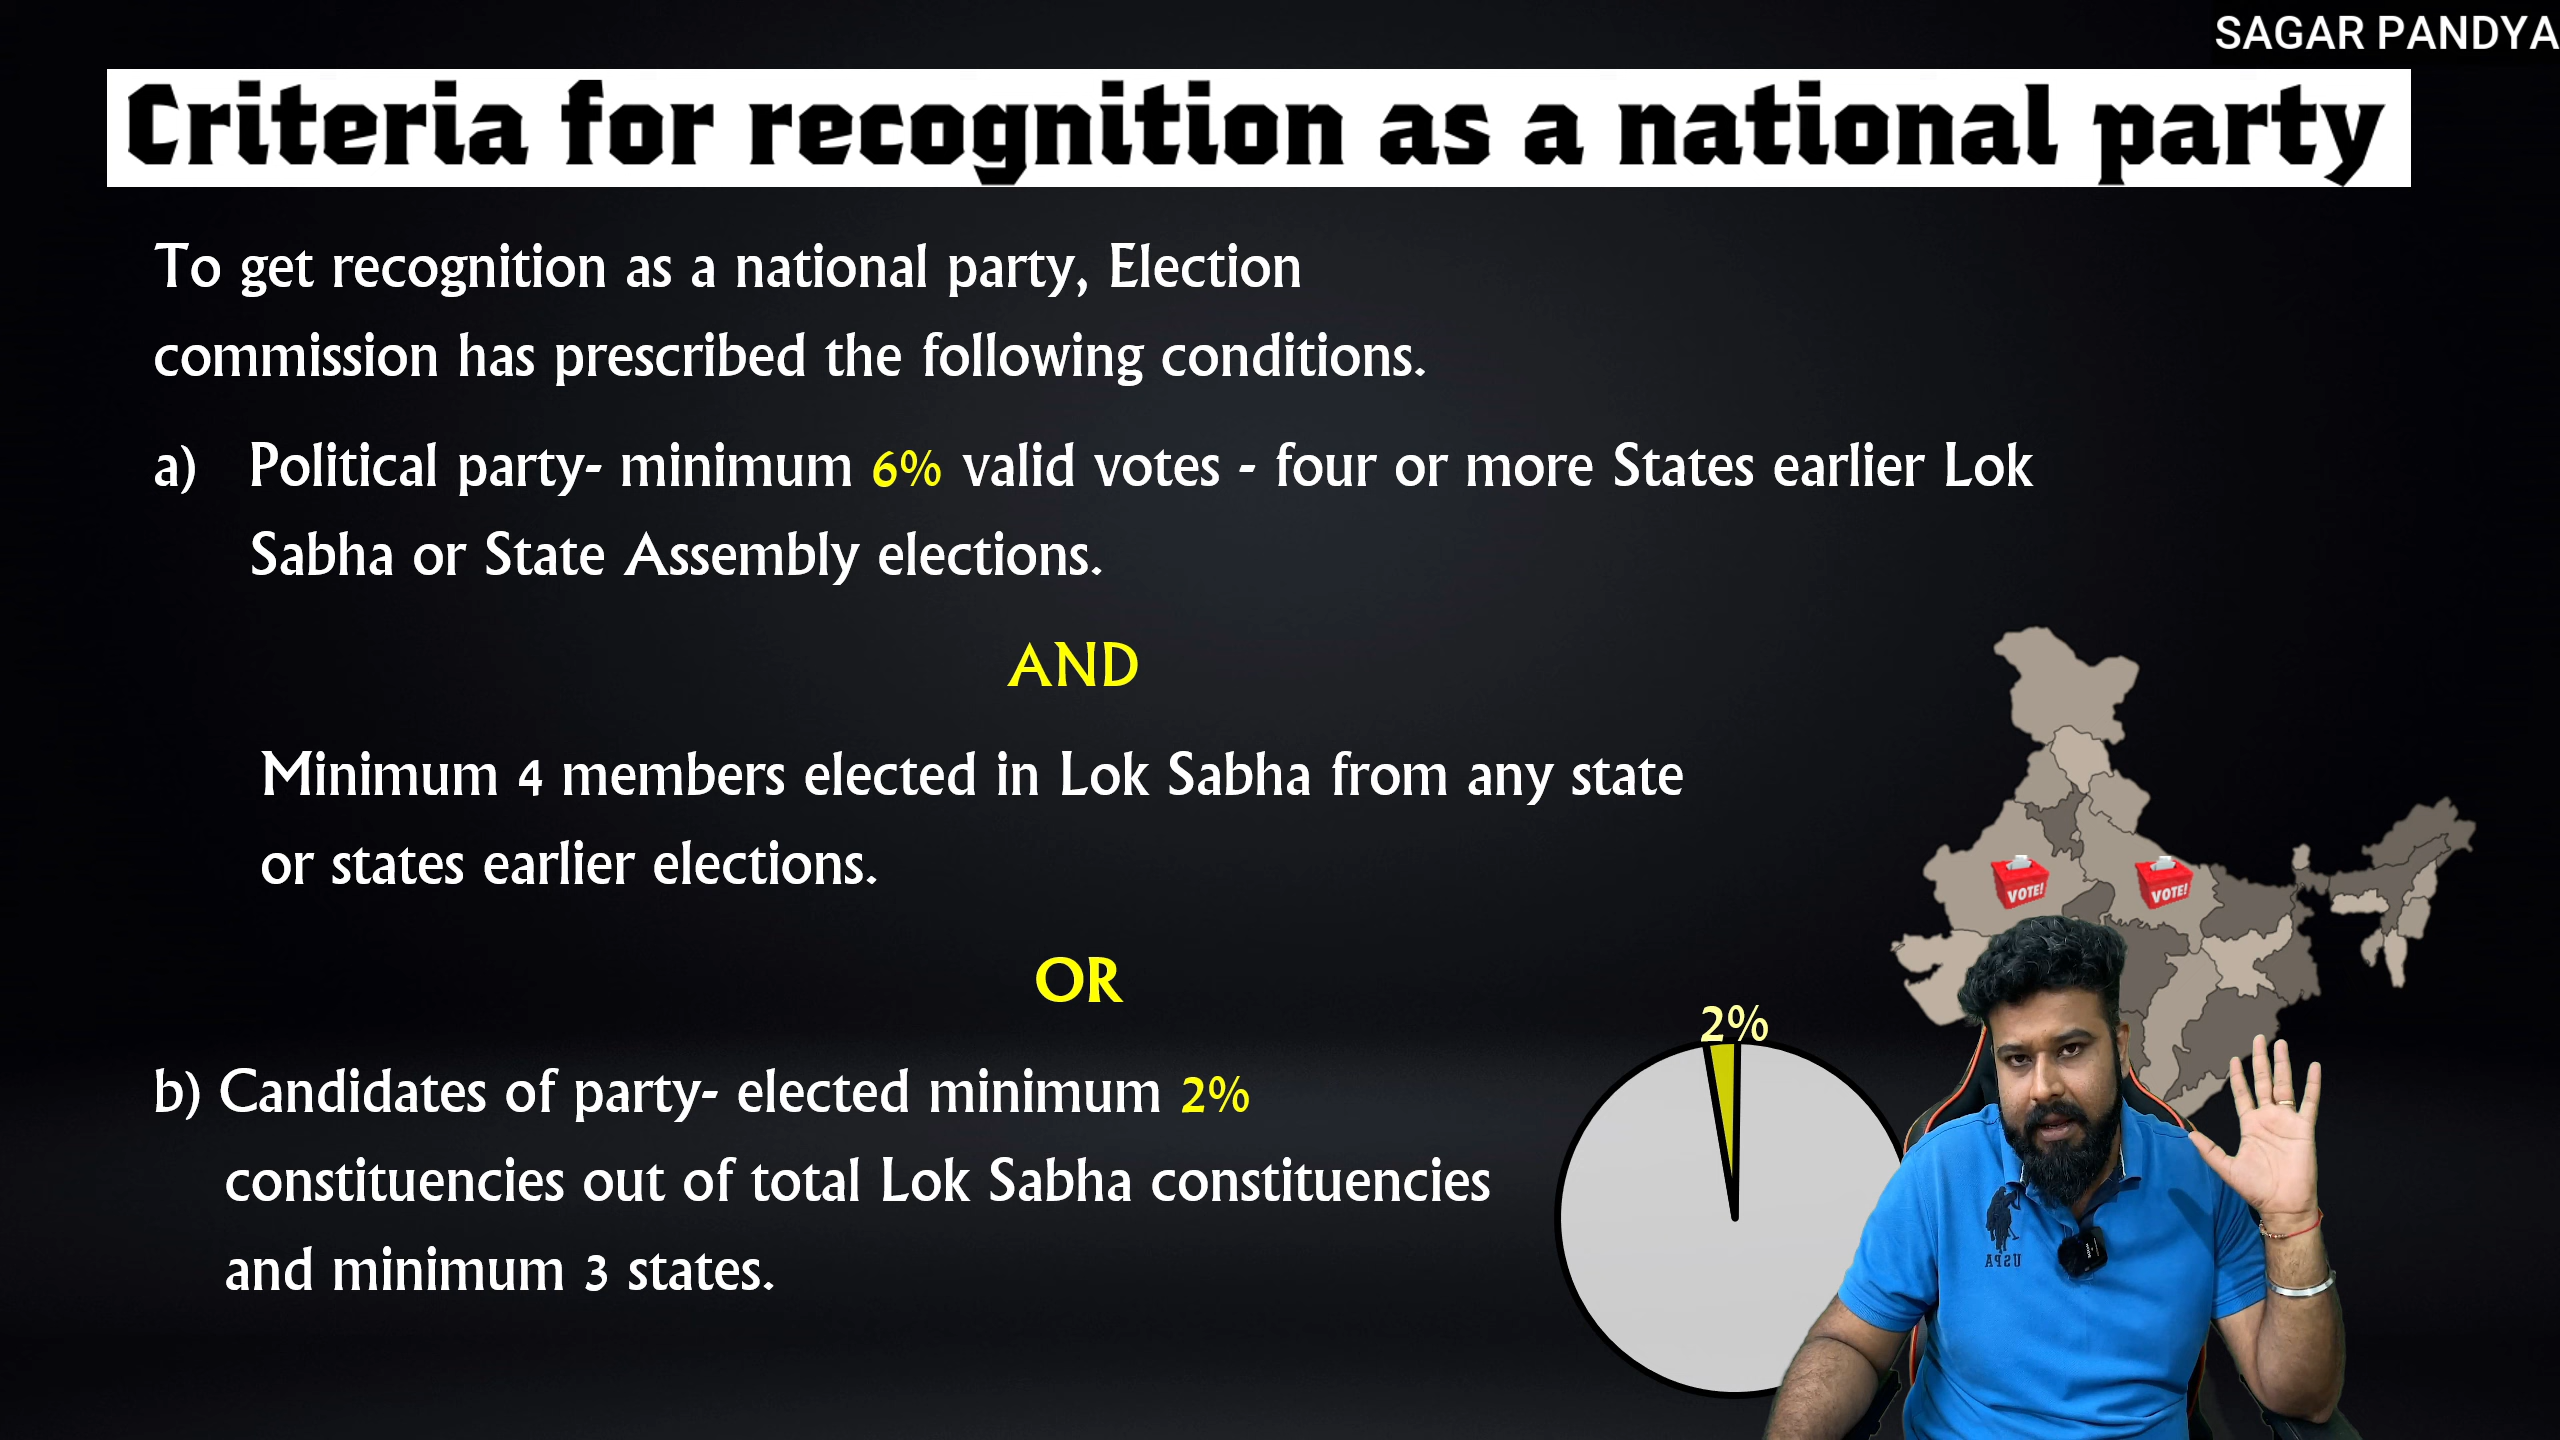 SAGAR PANDYA
Criteria for recognition as a national party
To get recognition as a national party, Election
commission has prescribed the following conditions.
a) Political party- minimum 6% valid votes - four or more States earlier Lok
Sabha or State Assembly elections.
AND
Minimum 4 members elected in Lok Sabha from any state
or states earlier elections.
VOTE!
VOTE!
OR
2%
b) Candidates of party- elected minimum 2%
constituencies out of total Lok Sabha constituencies
and minimum 3 states.
USPA